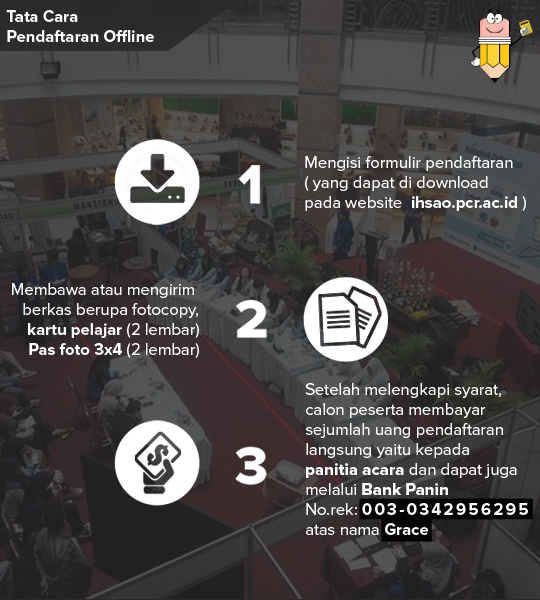 Tata Cara
Pendaftaran Offline
1
Mengisi formulir pendaftaran
( yang dapat di download
pada website ihsao.pcr.ac.id )
Membawa atau mengirim
berkas berupa fotocopy,
kartu pelajar (2 lembar)
Pas foto 3x4 (2 lembar)
2
3
Setelah melengkapi syarat,
calon peserta membayar
sejumlah uang pendaftaran
langsung yaitu kepada
panitia acara dan dapat juga
melalui Bank Panin
No.rek: 003-0342956295
atas nama Grace